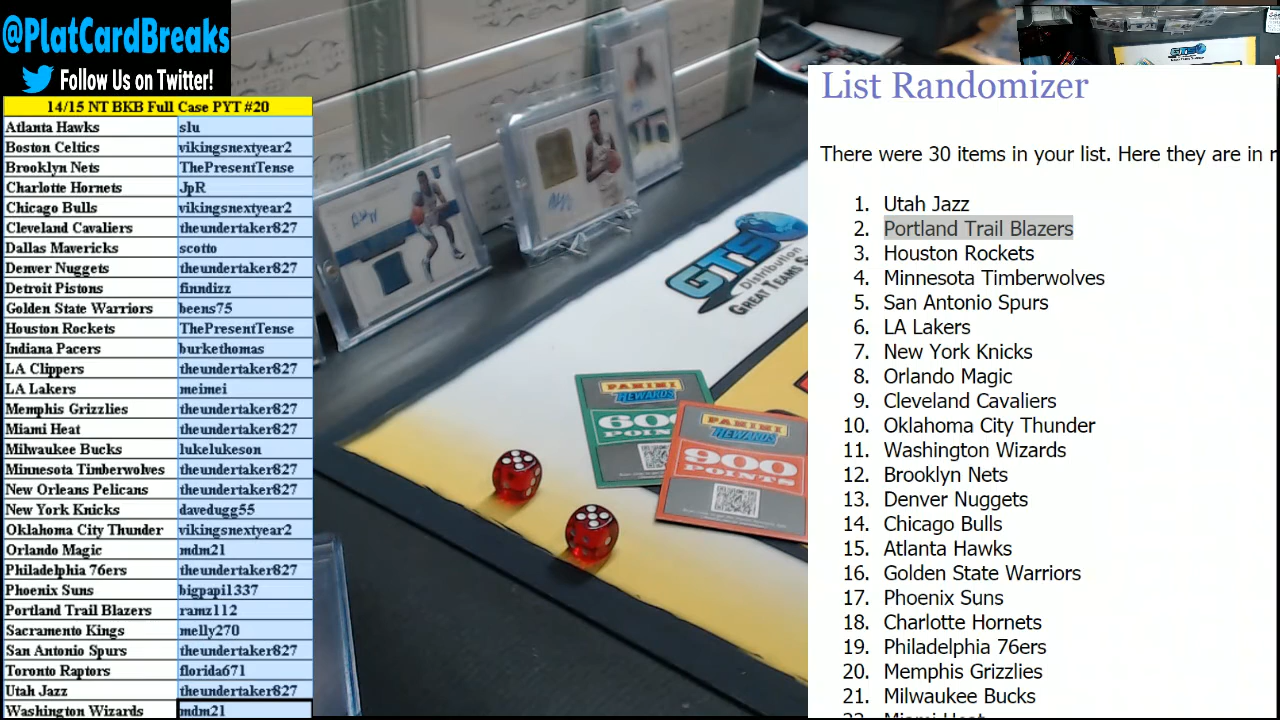 @PlatCardBreaks
Follow Us on Twitter!
14/15 NT BKB Full Case PYT #20
Atlanta Hawks slu
Boston Celtics vikingsnextyear2
Brooklyn Nets ThePresentTense
Charlotte Hornets JpR
Chicago Bulls vikingsnextyear2
Cleveland Cavaliers theundertaker827
Dallas Mavericks scotto
Denver Nuggets theundertaker827
Detroit Pistons finndizz
Golden State Warriors beens75
Houston Rockets ThePresentTense
Indiana Pacers burkethomas
LA Clippers theundertaker827
LA Lakers meimei
Memphis Grizzlies theundertaker827
Miami Heat theundertaker827
Milwaukee Bucks lukelukeson
Minnesota Timberwolves theundertaker827
New Orleans Pelicans theundertaker827
New York Knicks davedugg55
Oklahoma City Thunder vikingsnextyear2
Orlando Magic mdm21
Philadelphia 76ers theundertaker827
Phoenix Suns bigpapi1337
Portland Trail Blazers ramz112
Sacramento Kings melly270
San Antonio Spurs theundertaker827
Toronto Raptors florida671
Utah Jazz theundertaker827
Washington Wizards mdm21
GTS
Distribution
GREAT TEAMS S
PANINI
REWARDS
600
POINTS
PANINI
REWARDS
900
POINTS
List Randomizer
There were 30 items in your list. Here they are in r
1. Utah Jazz
2. Portland Trail Blazers
3. Houston Rockets
4. Minnesota Timberwolves
5. San Antonio Spurs
6. LA Lakers
7. New York Knicks
8. Orlando Magic
9. Cleveland Cavaliers
10. Oklahoma City Thunder
11. Washington Wizards
12. Brooklyn Nets
13. Denver Nuggets
14. Chicago Bulls
15. Atlanta Hawks
16. Golden State Warriors
17. Phoenix Suns
18. Charlotte Hornets
19. Philadelphia 76ers
20. Memphis Grizzlies
21. Milwaukee Bucks
22. Miami Heat